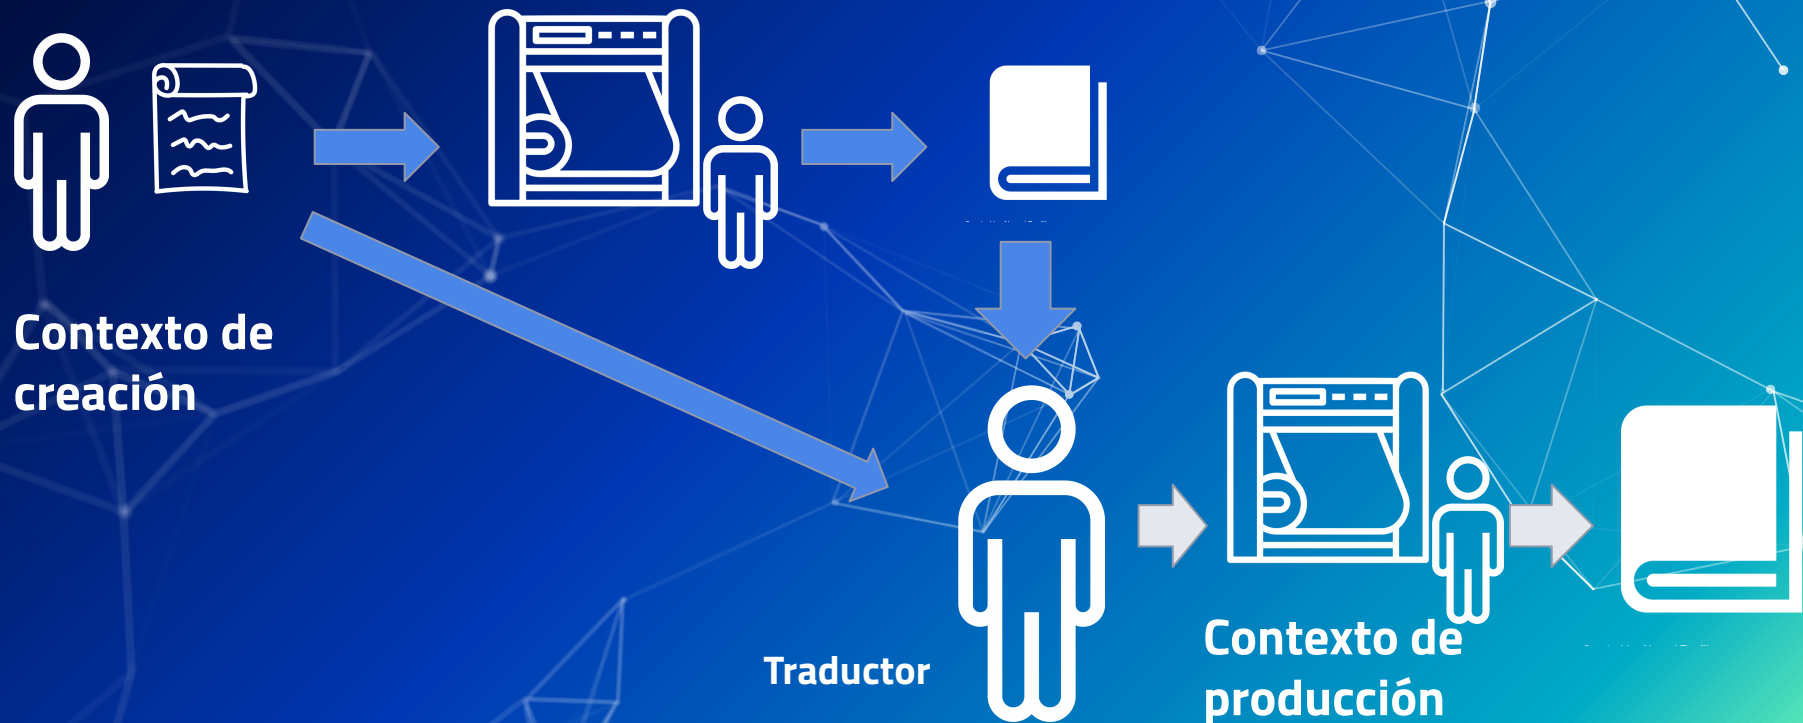 Contexto de
creación
Traductor
Contexto de
producción